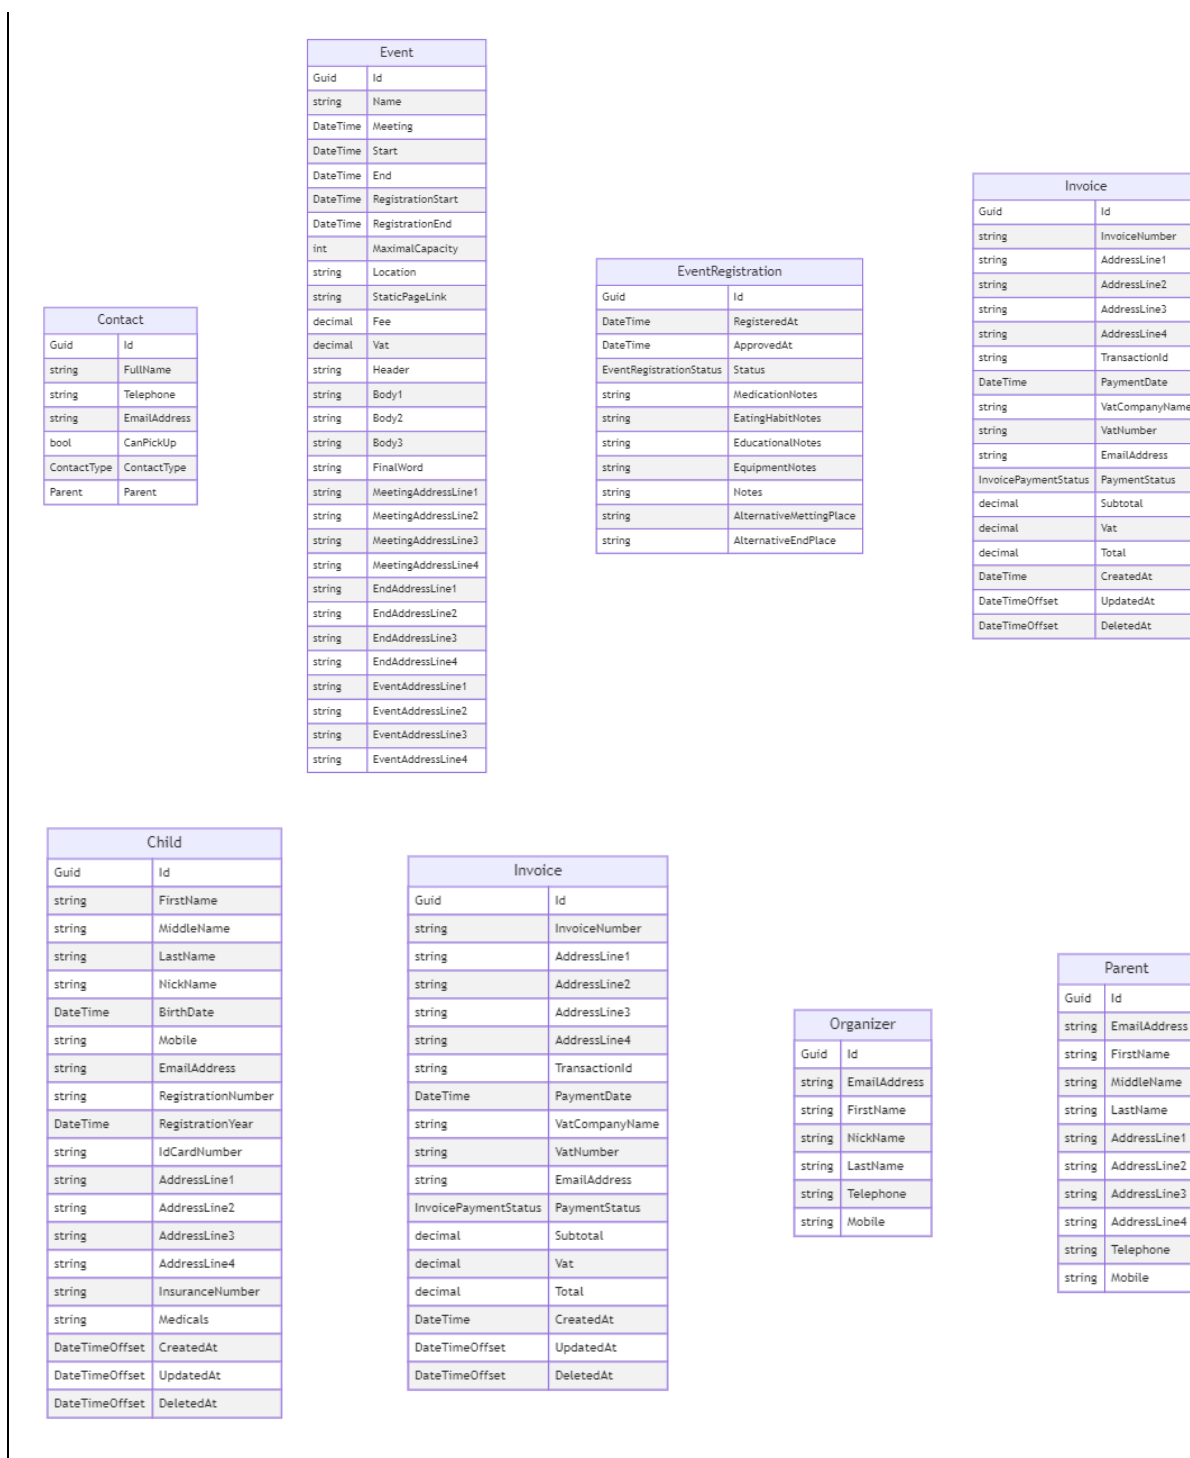 Event
Guid Id
string Name
DateTime Meeting
DateTime Start
DateTime End
DateTime RegistrationStart
DateTime RegistrationEnd
int MaximalCapacity
string Location
string StaticPageLink
decimal Fee
decimal Vat
string Header
string Body1
string Body2
string Body3
string FinalWord
string MeetingAddressLine1
string MeetingAddressLine2
string MeetingAddressLine3
string MeetingAddressLine4
string EndAddressLine1
string EndAddressLine2
string EndAddressLine3
string EndAddressLine4
string EventAddressLine1
string EventAddressLine2
string EventAddressLine3
string EventAddressLine4
Contact
Guid Id
string FullName
string Telephone
string EmailAddress
bool CanPickUp
ContactType ContactType
Parent Parent
EventRegistration
Guid Id
DateTime RegisteredAt
DateTime ApprovedAt
EventRegistrationStatus Status
string MedicationNotes
string EatingHabitNotes
string EducationalNotes
string EquipmentNotes
string Notes
string AlternativeMettingPlace
string AlternativeEndPlace
Invoice
Guid Id
string InvoiceNumber
string AddressLine1
string AddressLine2
string AddressLine3
string AddressLine4
string TransactionId
DateTime PaymentDate
string VatCompanyName
string VatNumber
string EmailAddress
InvoicePaymentStatus PaymentStatus
decimal Subtotal
decimal Vat
decimal Total
DateTime CreatedAt
DateTimeOffset UpdatedAt
DateTimeOffset DeletedAt
Child
Guid Id
string FirstName
string MiddleName
string LastName
string NickName
DateTime BirthDate
string Mobile
string EmailAddress
string RegistrationNumber
DateTime RegistrationYear
string IdCardNumber
string AddressLine1
string AddressLine2
string AddressLine3
string AddressLine4
string InsuranceNumber
string Medicals
DateTimeOffset CreatedAt
DateTimeOffset UpdatedAt
DateTimeOffset DeletedAt
Invoice
Guid Id
string InvoiceNumber
string AddressLine1
string AddressLine2
string AddressLine3
string AddressLine4
string TransactionId
DateTime PaymentDate
string VatCompanyName
string VatNumber
string EmailAddress
InvoicePaymentStatus PaymentStatus
decimal Subtotal
decimal Vat
decimal Total
DateTime CreatedAt
DateTimeOffset UpdatedAt
DateTimeOffset DeletedAt
Organizer
Guid Id
string EmailAddress
string FirstName
string NickName
string LastName
string Telephone
string Mobile
Parent
Guid Id
string EmailAddress
string FirstName
string MiddleName
string LastName
string AddressLine1
string AddressLine2
string AddressLine3
string AddressLine4
string Telephone
string Mobile